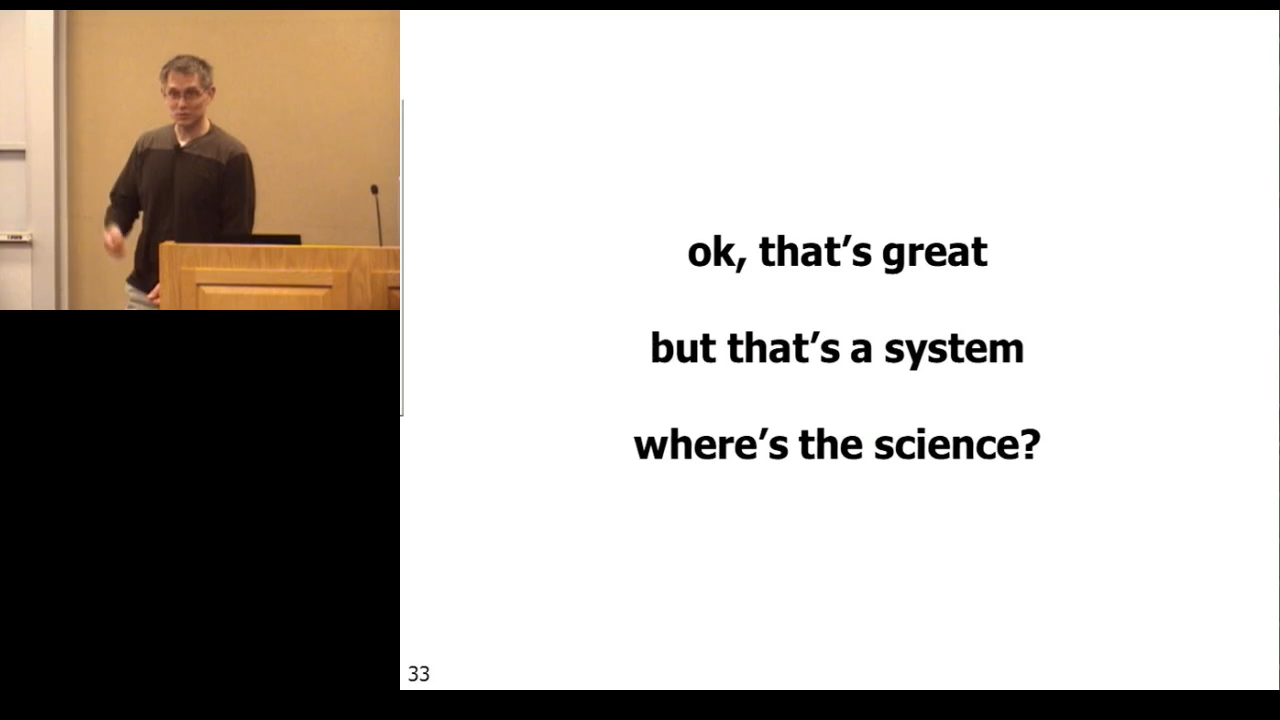 ok, that’s great
but that’s a system
where’s the science?
33